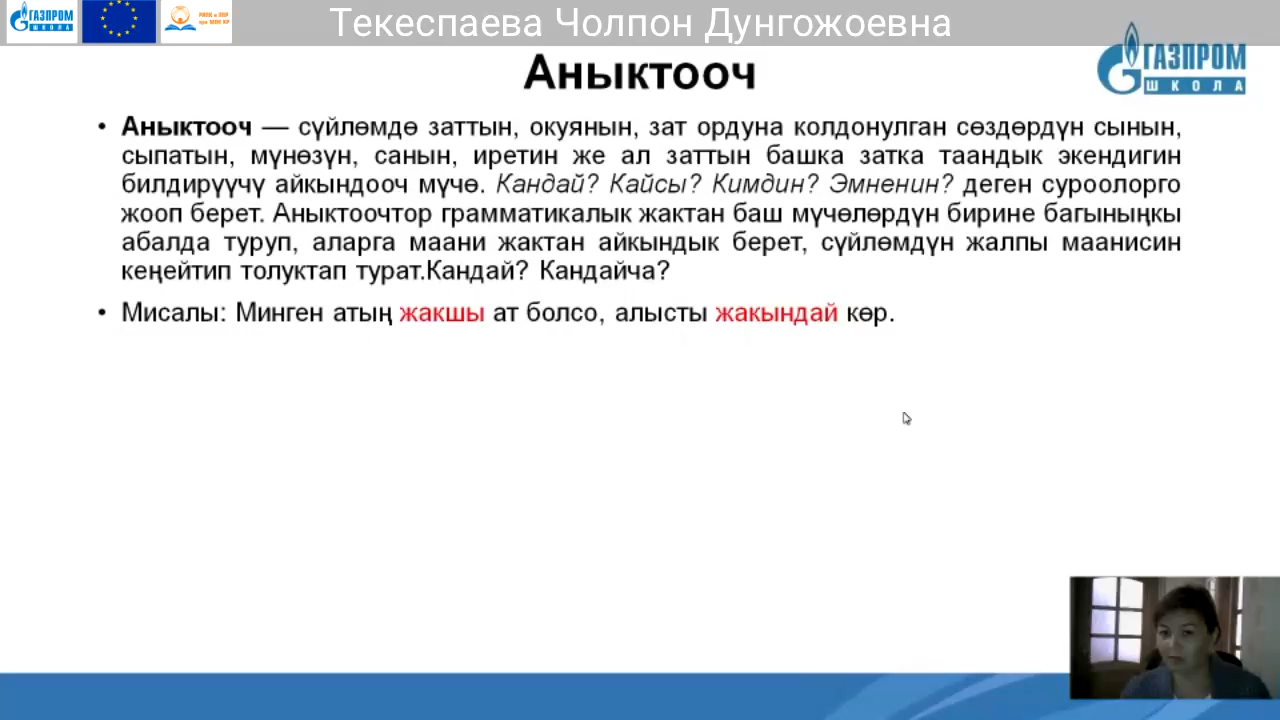 ГАЗПРОМ
ШКОЛА
Текеспаева Чолпон Дунгожоевна
ГАЗПРОМ
ШКОЛА
Аныктооч
• Аныктооч — сүйлөмдө заттын, окуянын, зат ордуна колдонулган сөздөрдүн сынын,
сыпатын, мүнөзүн, санын, иретин же ал заттын башка затка таандык экендигин
билдирүүчү айкындооч мүчө. Кандай? Кайсы? Кимдин? Эмненин? деген суроолорго
жооп берет. Аныктоочтор грамматикалык жактан баш мүчөлөрдүн бирине багыныңкы
абалда туруп, аларга маани жактан айкындык берет, сүйлөмдүн жалпы маанисин
кеңейтип толуктап турат.Кандай? Кандайча?
• Мисалы: Минген атың жакшы ат болсо, алысты жакындай көр.